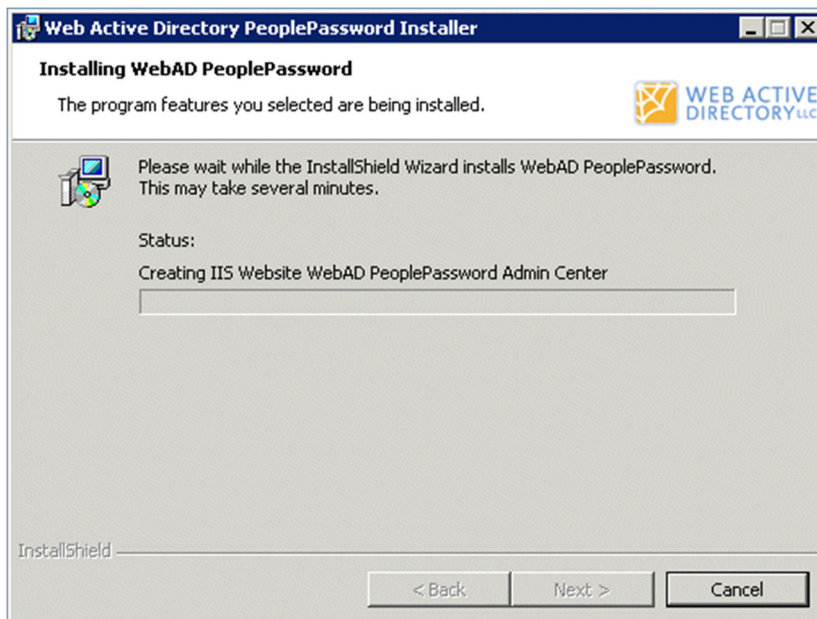 Web Active Directory PeoplePassword Installer
Installing WebAD PeoplePassword
The program features you selected are being installed.
WEB ACTIVE
DIRECTORY LLC
Please wait while the InstallShield Wizard installs WebAD PeoplePassword.
This may take several minutes.
Status:
Creating IIS Website WebAD PeoplePassword Admin Center
InstallShield
< Back
Next >
Cancel